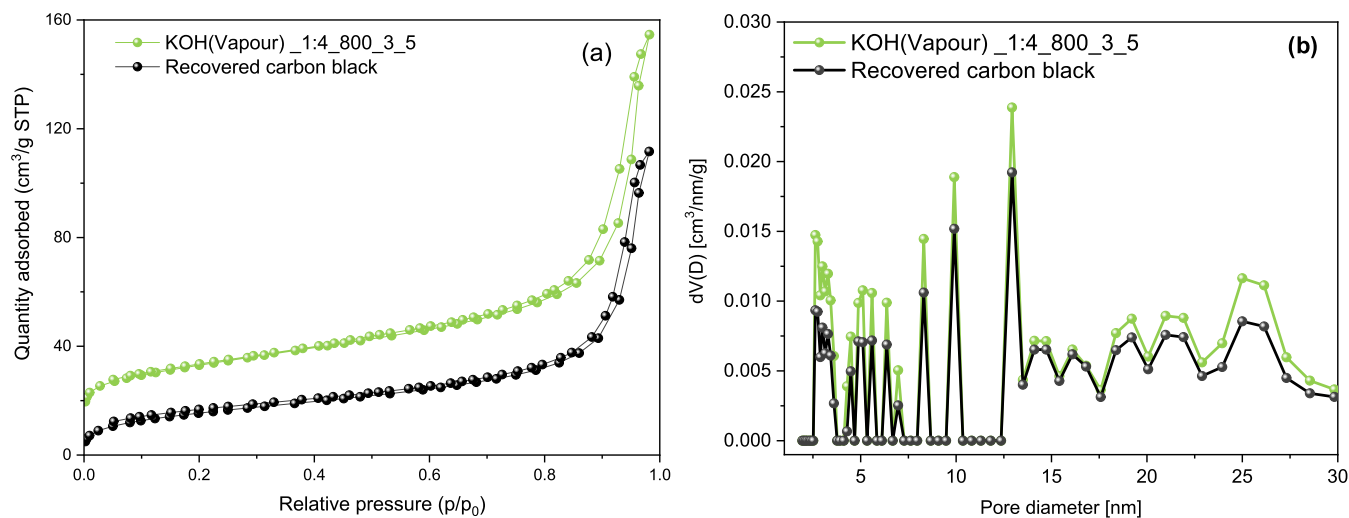 (a)
KOH(Vapour) _1:4_800_3_5
Recovered carbon black
Quantity adsorbed (cm³/g STP)
160
120
80
40
0
0.0 0.2 0.4 0.6 0.8 1.0
Relative pressure (p/p₀)
(b)
KOH(Vapour) _1:4_800_3_5
Recovered carbon black
dV(D) [cm³/nm/g]
0.030
0.025
0.020
0.015
0.010
0.005
0.000
5 10 15 20 25 30
Pore diameter [nm]